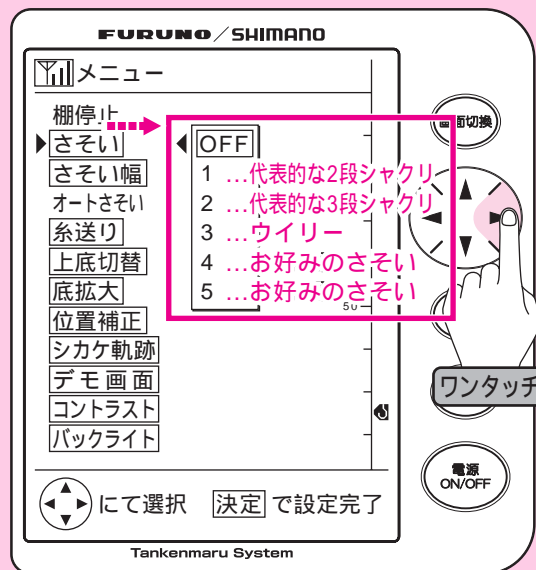 FURUNO/SHIMANO
メニュー
棚停止
さそい
さそい幅
オートさそい
糸送り
上底切替
底拡大
位置補正
シカケ軌跡
デモ画面
コントラスト
バックライト
OFF
1 ...代表的な2段シャクリ
2 ...代表的な3段シャクリ
3 ...ウイリー
4 ...お好みのさそい
5 ...お好みのさそい
50
にて選択 決定で設定完了
画面切換
ワンタッチ
電源
ON/OFF
Tankenmaru System